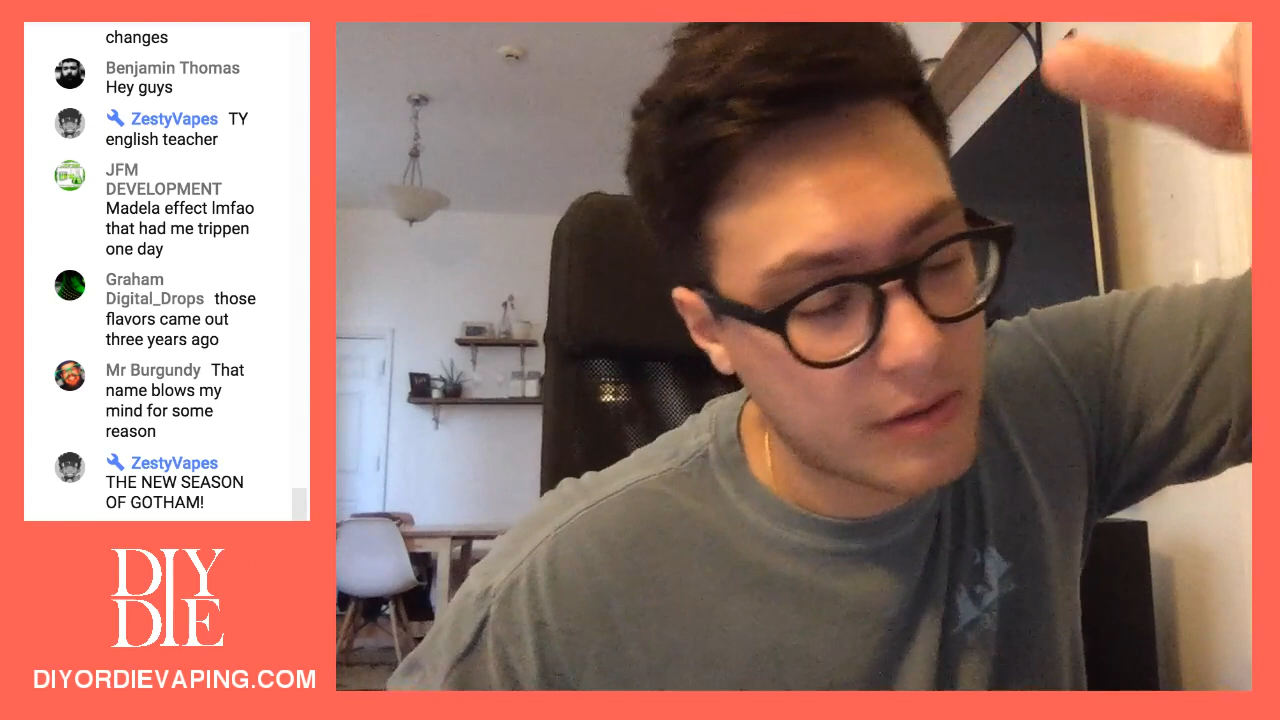 changes
Benjamin Thomas
Hey guys
ZestyVapes TY
english teacher
JFM
DEVELOPMENT
Madela effect lmfao
that had me trippen
one day
Graham
Digital_Drops those
flavors came out
three years ago
Mr Burgundy That
name blows my
mind for some
reason
ZestyVapes
THE NEW SEASON
OF GOTHAM!
DIY
DIE
DIYORDIEVAPING.COM